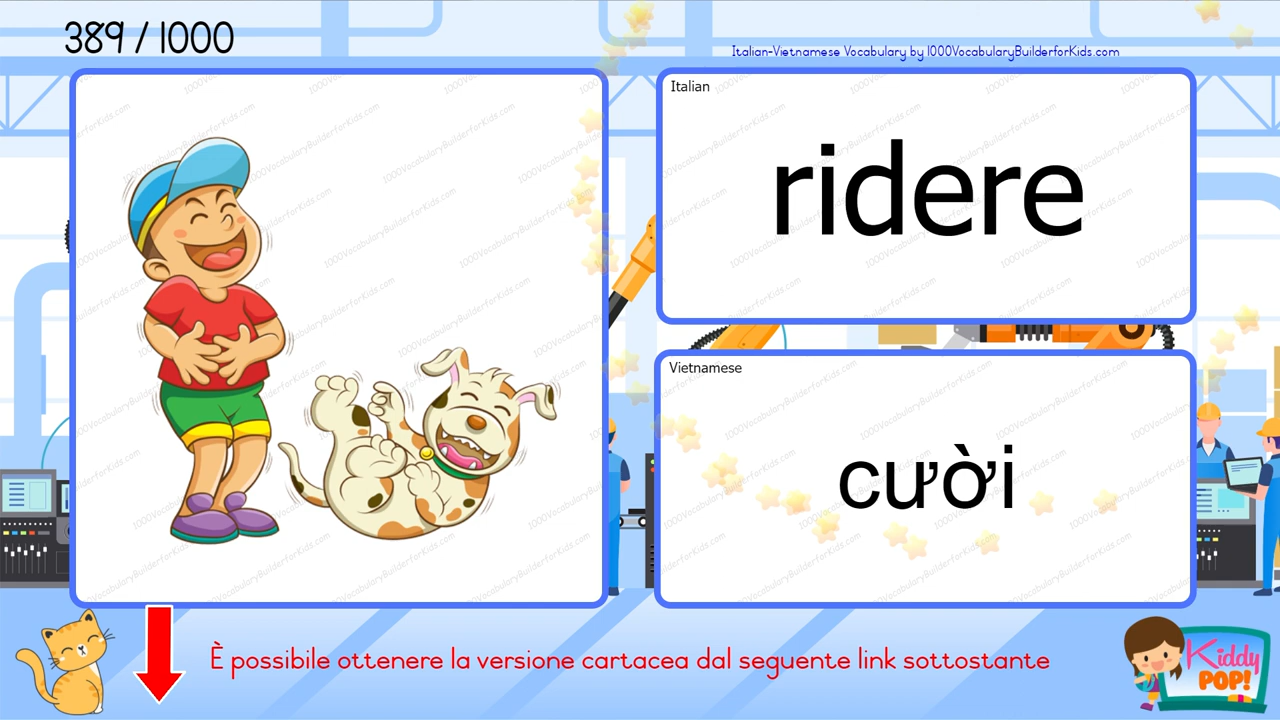 389 / 1000
Italian-Vietnamese Vocabulary by 1000VocabularyBuilderforKids.com
Italian
ridere
Vietnamese
cười
È possibile ottenere la versione cartacea dal seguente link sottostante
Kiddy
POP!